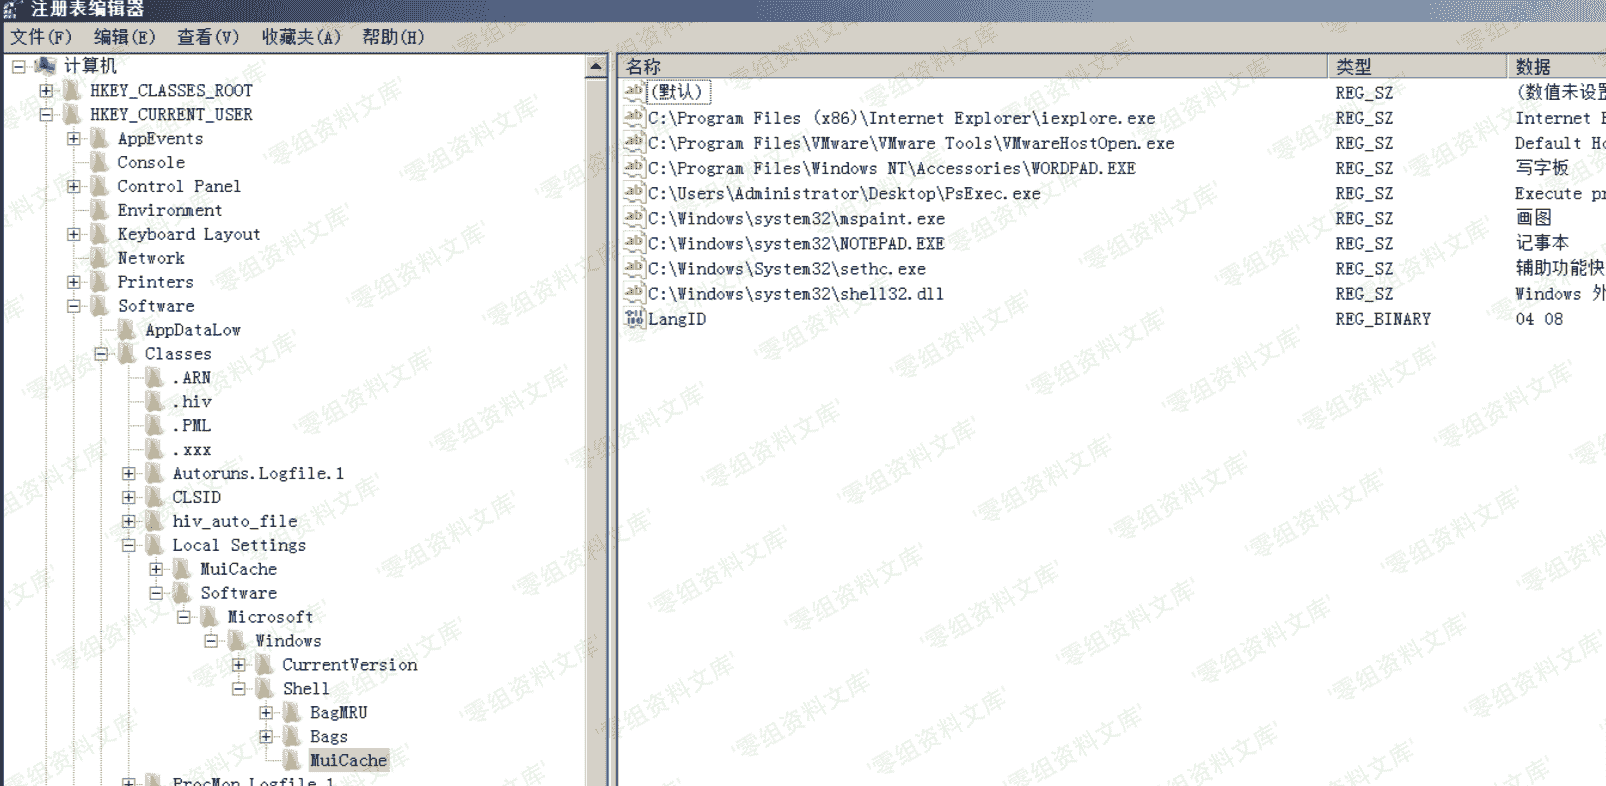 注册表编辑器
文件(F) 编辑(E) 查看(V) 收藏夹(A) 帮助(H)
计算机
HKEY_CLASSES_ROOT
HKEY_CURRENT_USER
AppEvents
Console
Control Panel
Environment
Keyboard Layout
Network
Printers
Software
AppDataLow
Classes
.ARN
.hiv
.PML
.xxx
Autoruns.Logfile.1
CLSID
hiv_auto_file
Local Settings
MuiCache
Software
Microsoft
Windows
CurrentVersion
Shell
BagMRU
Bags
MuiCache
ProcMon.Logfile.1
名称 类型 数据
(默认) REG_SZ (数值未设置
C:\Program Files (x86)\Internet Explorer\iexplore.exe REG_SZ Internet E
C:\Program Files\VMware\VMware Tools\VMwareHostOpen.exe REG_SZ Default Ho
C:\Program Files\Windows NT\Accessories\WORDPAD.EXE REG_SZ 写字板
C:\Users\Administrator\Desktop\PsExec.exe REG_SZ Execute pr
C:\Windows\system32\mspaint.exe REG_SZ 画图
C:\Windows\system32\NOTEPAD.EXE REG_SZ 记事本
C:\Windows\System32\sethc.exe REG_SZ 辅助功能快
C:\Windows\system32\shell32.dll REG_SZ Windows 外
LangID REG_BINARY 04 08
零组资料文库